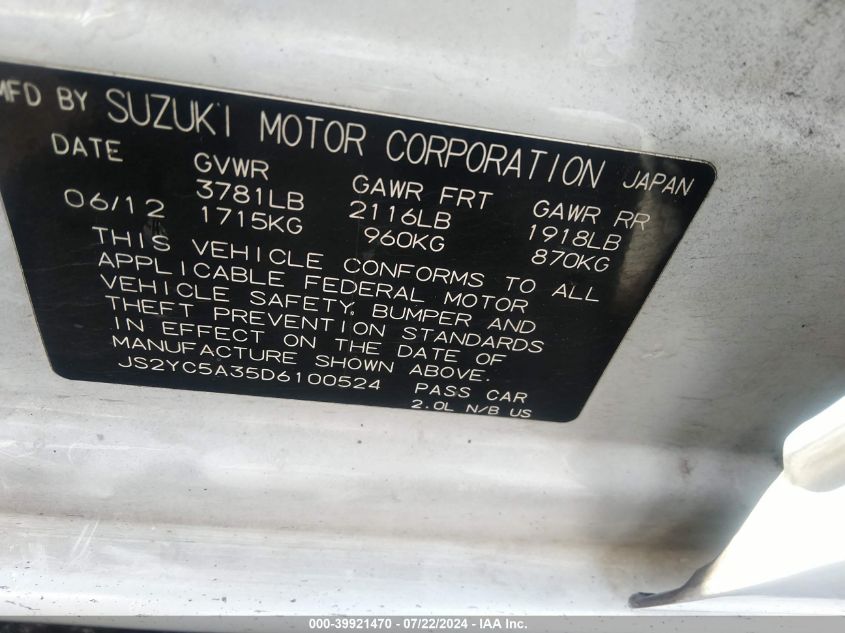 MFD BY SUZUKI MOTOR CORPORATION JAPAN
DATE GVWR GAWR FRT GAWR RR
06/12 3781LB 2116LB 1918LB
1715KG 960KG 870KG
THIS VEHICLE CONFORMS TO ALL
APPLICABLE FEDERAL MOTOR
VEHICLE SAFETY, BUMPER AND
THEFT PREVENTION STANDARDS
IN EFFECT ON THE DATE OF
MANUFACTURE SHOWN ABOVE.
JS2YC5A35D6100524 PASS CAR
2.0L N/B US
000-39921470 - 07/22/2024 - IAA Inc.